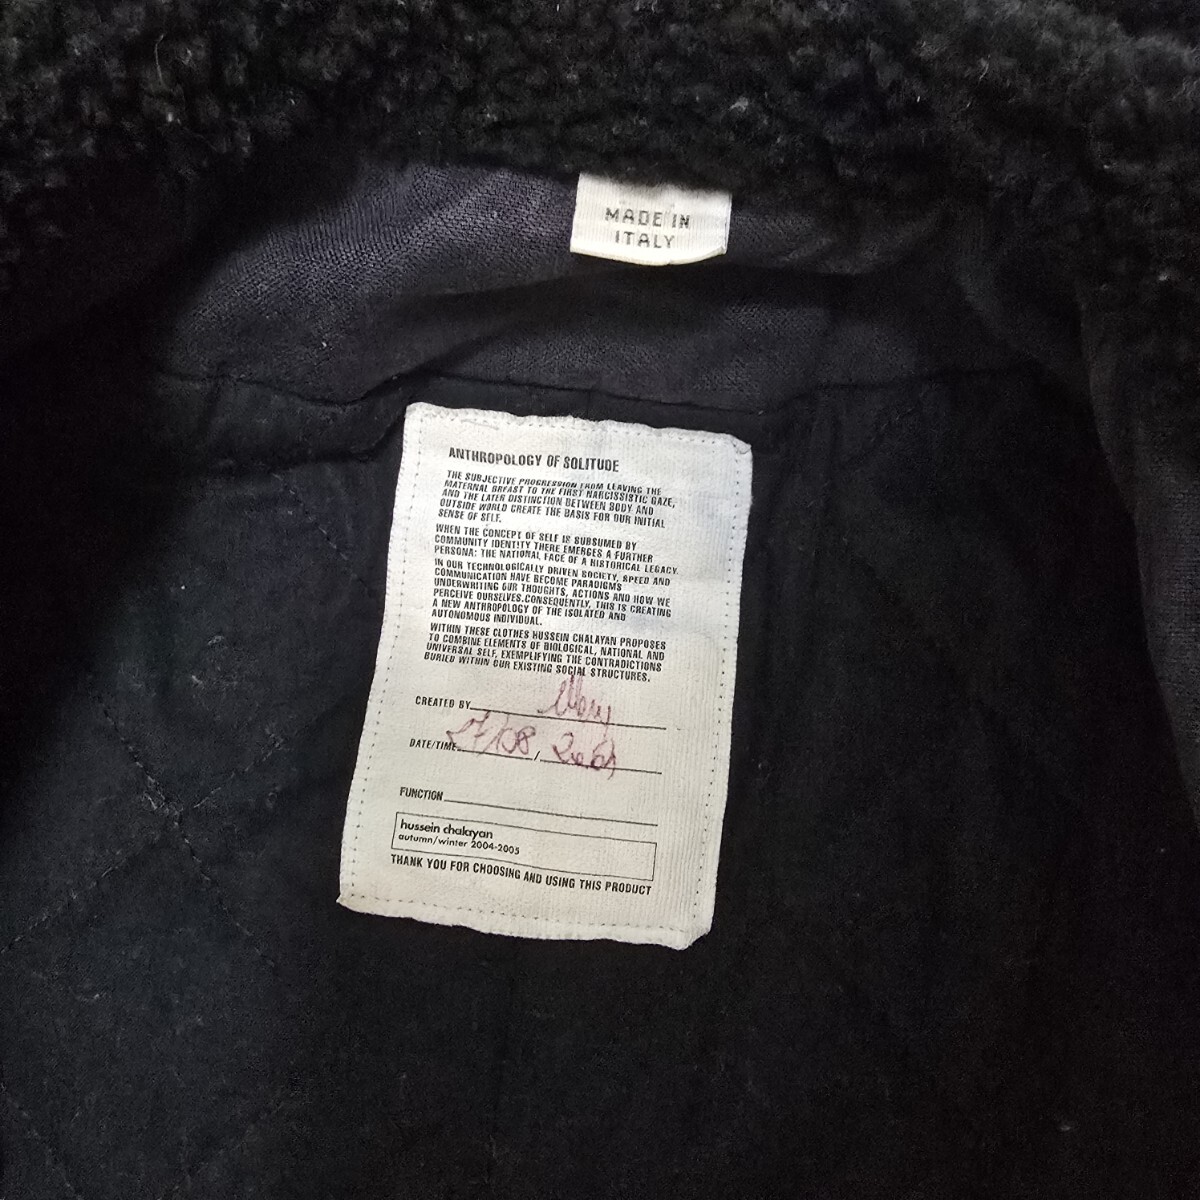 MADE IN
ITALY
ANTHROPOLOGY OF SOLITUDE
THE SUBJECTIVE PROGRESSION FROM LEAVING THE
MATERNAL BREAST TO THE FIRST NARCISSISTIC GAZE,
AND THE LATER DISTINCTION BETWEEN BODY AND
OUTSIDE WORLD CREATE THE BASIS FOR OUR INITIAL
SENSE OF SELF.
WHEN THE CONCEPT OF SELF IS SUBSUMED BY
COMMUNITY IDENTITY THERE EMERGES A FURTHER
PERSONA: THE NATIONAL FACE OF A HISTORICAL LEGACY.
IN OUR TECHNOLOGICALLY DRIVEN SOCIETY, SPEED AND
COMMUNICATION HAVE BECOME PARADIGMS
UNDERWRITING OUR THOUGHTS, ACTIONS AND HOW WE
PERCEIVE OURSELVES.CONSEQUENTLY, THIS IS CREATING
A NEW ANTHROPOLOGY OF THE ISOLATED AND
AUTONOMOUS INDIVIDUAL.
WITHIN THESE CLOTHES HUSSEIN CHALAYAN PROPOSES
TO COMBINE ELEMENTS OF BIOLOGICAL, NATIONAL AND
UNIVERSAL SELF, EXEMPLIFYING THE CONTRADICTIONS
BURIED WITHIN OUR EXISTING SOCIAL STRUCTURES.
CREATED BY
DATE/TIME 27/08 /
FUNCTION
hussein chalayan
autumn/winter 2004-2005
THANK YOU FOR CHOOSING AND USING THIS PRODUCT